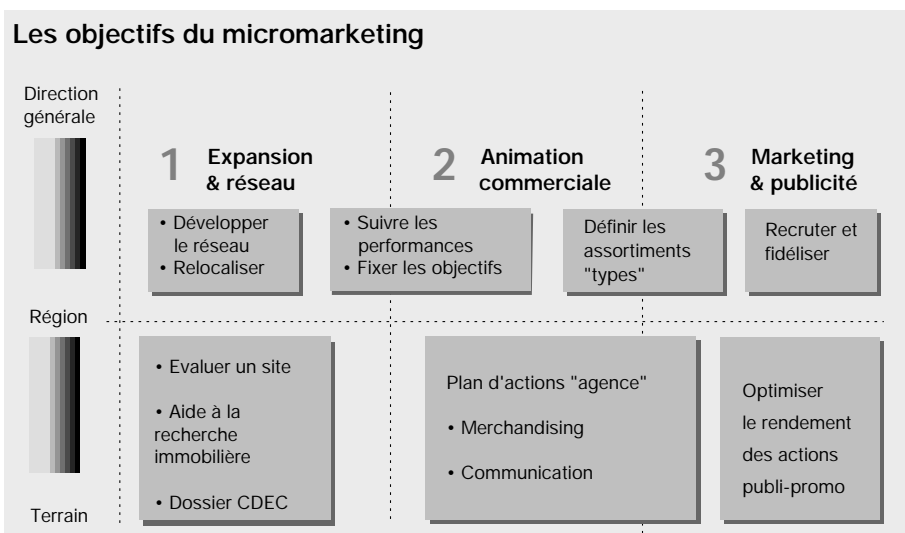 Les objectifs du micromarketing
Direction
générale
1 Expansion
& réseau
2 Animation
commerciale
3 Marketing
& publicité
• Développer
le réseau
• Relocaliser
• Suivre les
performances
• Fixer les objectifs
Définir les
assortiments
"types"
Recruter et
fidéliser
Région
• Evaluer un site
• Aide à la
recherche
immobilière
• Dossier CDEC
Plan d'actions "agence"
• Merchandising
• Communication
Optimiser
le rendement
des actions
publi-promo
Terrain